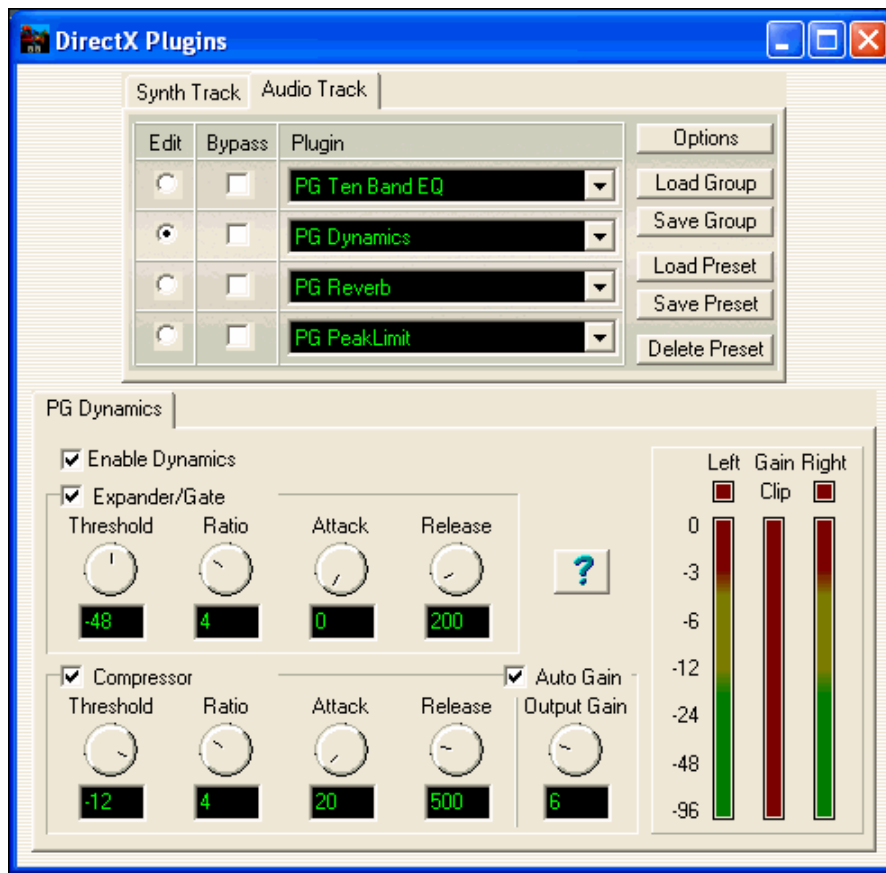 DirectX Plugins
Synth Track Audio Track
Edit Bypass Plugin Options
PG Ten Band EQ Load Group
Save Group
PG Dynamics
Load Preset
PG Reverb
Save Preset
PG PeakLimit
Delete Preset
PG Dynamics
Enable Dynamics
Left Gain Right
Clip
Expander/Gate
Threshold Ratio Attack Release
-48 4 0 200
?
Compressor Auto Gain
Threshold Ratio Attack Release Output Gain
-12 4 20 500 6
0
-3
-6
-12
-24
-48
-96